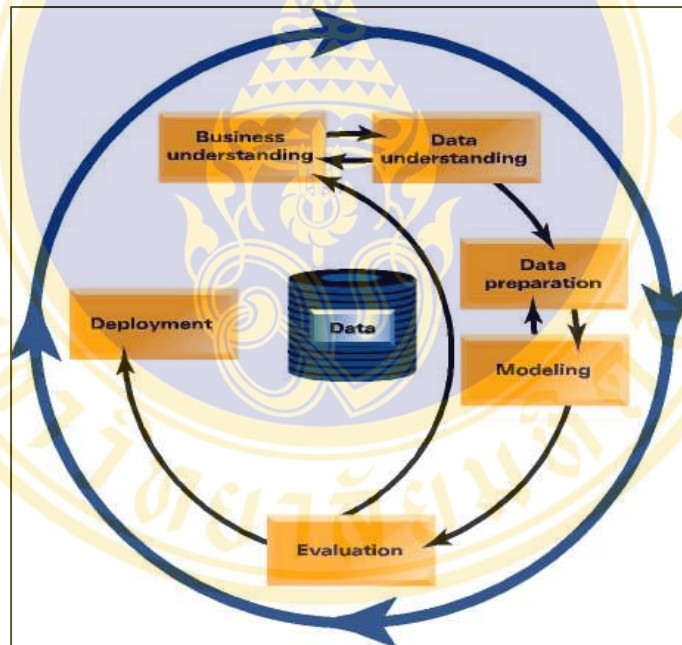 Business
understanding
Data
understanding
Data
preparation
Deployment
Data
Modeling
Evaluation